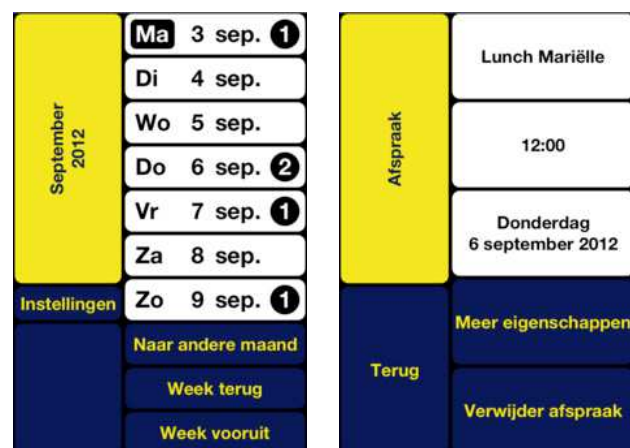 September
2012
Instellingen
Ma 3 sep. 1
Di 4 sep.
Wo 5 sep.
Do 6 sep. 2
Vr 7 sep. 1
Za 8 sep.
Zo 9 sep. 1
Naar andere maand
Week terug
Week vooruit
Afspraak
Terug
Lunch Mariëlle
12:00
Donderdag
6 september 2012
Meer eigenschappen
Verwijder afspraak